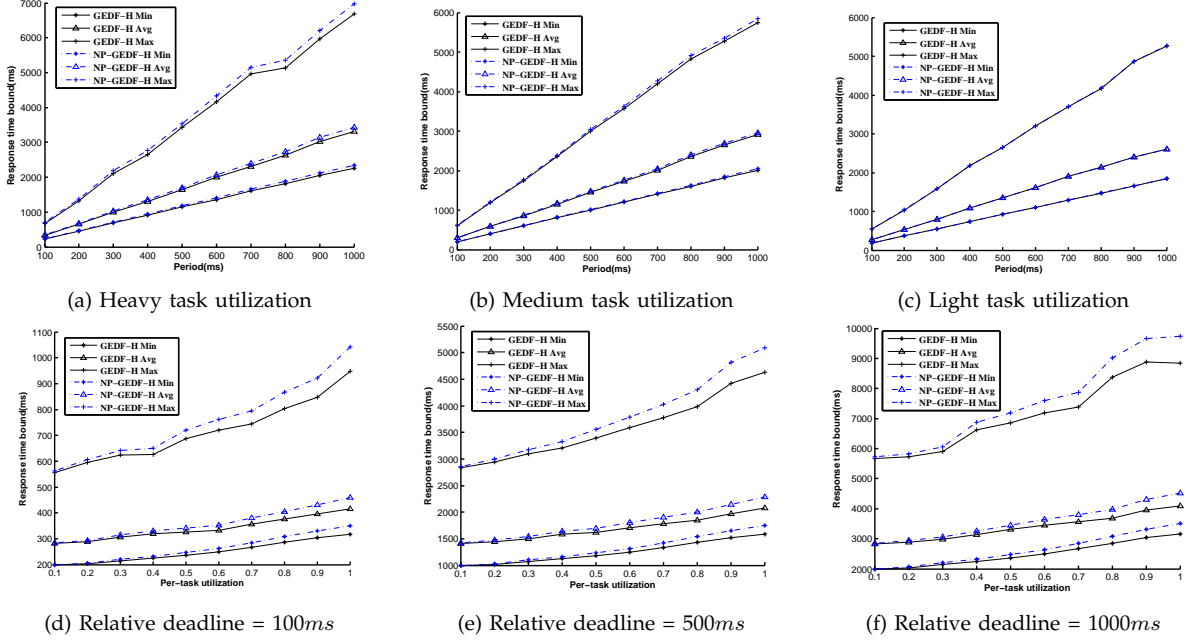 7000
6000
5000
4000
3000
2000
1000
0
Response time bound(ms)
GEDF−H Min
GEDF−H Avg
GEDF−H Max
NP−GEDF−H Min
NP−GEDF−H Avg
NP−GEDF−H Max
100 200 300 400 500 600 700 800 900 1000
Period(ms)
(a) Heavy task utilization
6000
5000
4000
3000
2000
1000
0
Response time bound(ms)
GEDF−H Min
GEDF−H Avg
GEDF−H Max
NP−GEDF−H Min
NP−GEDF−H Avg
NP−GEDF−H Max
100 200 300 400 500 600 700 800 900 1000
Period(ms)
(b) Medium task utilization
6000
5000
4000
3000
2000
1000
0
Response time bound(ms)
GEDF−H Min
GEDF−H Avg
GEDF−H Max
NP−GEDF−H Min
NP−GEDF−H Avg
NP−GEDF−H Max
100 200 300 400 500 600 700 800 900 1000
Period(ms)
(c) Light task utilization
1100
1000
900
800
700
600
500
400
300
200
Response time bound(ms)
GEDF−H Min
GEDF−H Avg
GEDF−H Max
NP−GEDF−H Min
NP−GEDF−H Avg
NP−GEDF−H Max
0.1 0.2 0.3 0.4 0.5 0.6 0.7 0.8 0.9 1
Per−task utilization
(d) Relative deadline = 100ms
5500
5000
4500
4000
3500
3000
2500
2000
1500
1000
Response time bound(ms)
GEDF−H Min
GEDF−H Avg
GEDF−H Max
NP−GEDF−H Min
NP−GEDF−H Avg
NP−GEDF−H Max
0.1 0.2 0.3 0.4 0.5 0.6 0.7 0.8 0.9 1
Per−task utilization
(e) Relative deadline = 500ms
10000
9000
8000
7000
6000
5000
4000
3000
2000
Response time bound(ms)
GEDF−H Min
GEDF−H Avg
GEDF−H Max
NP−GEDF−H Min
NP−GEDF−H Avg
NP−GEDF−H Max
0.1 0.2 0.3 0.4 0.5 0.6 0.7 0.8 0.9 1
Per−task utilization
(f) Relative deadline = 1000ms